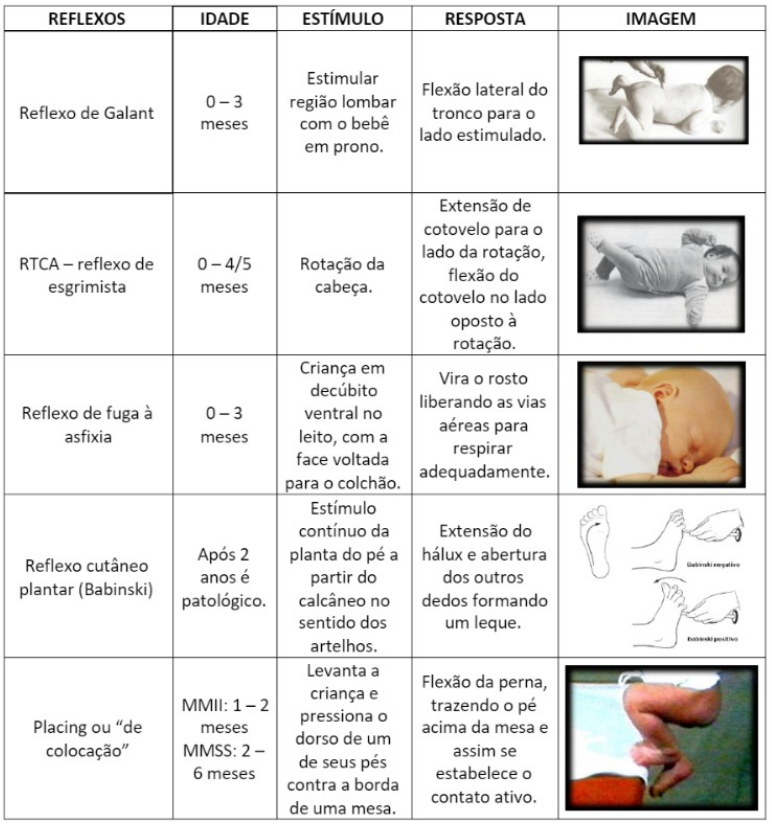 REFLEXOS IDADE ESTÍMULO RESPOSTA IMAGEM
Reflexo de Galant
0 – 3
meses
Estimular
região lombar
com o bebê
em prono.
Flexão lateral do
tronco para o
lado estimulado.
RTCA – reflexo de
esgrimista
0 – 4/5
meses
Rotação da
cabeça.
Extensão de
cotovelo para o
lado da rotação,
flexão do
cotovelo no lado
oposto à
rotação.
Reflexo de fuga à
asfixia
0 – 3
meses
Criança em
decúbito
ventral no
leito, com a
face voltada
para o colchão.
Vira o rosto
liberando as vias
aéreas para
respirar
adequadamente.
Reflexo cutâneo
plantar (Babinski)
Após 2
anos é
patológico.
Estímulo
contínuo da
planta do pé a
partir do
calcâneo no
sentido dos
artelhos.
Extensão do
hálux e abertura
dos outros
dedos formando
um leque.
Babinski negativo
Babinski positivo
Placing ou “de
colocação”
MMII: 1 – 2
meses
MMSS: 2 –
6 meses
Levanta a
criança e
pressiona o
dorso de um
de seus pés
contra a borda
de uma mesa.
Flexão da perna,
trazendo o pé
acima da mesa e
assim se
estabelece o
contato ativo.